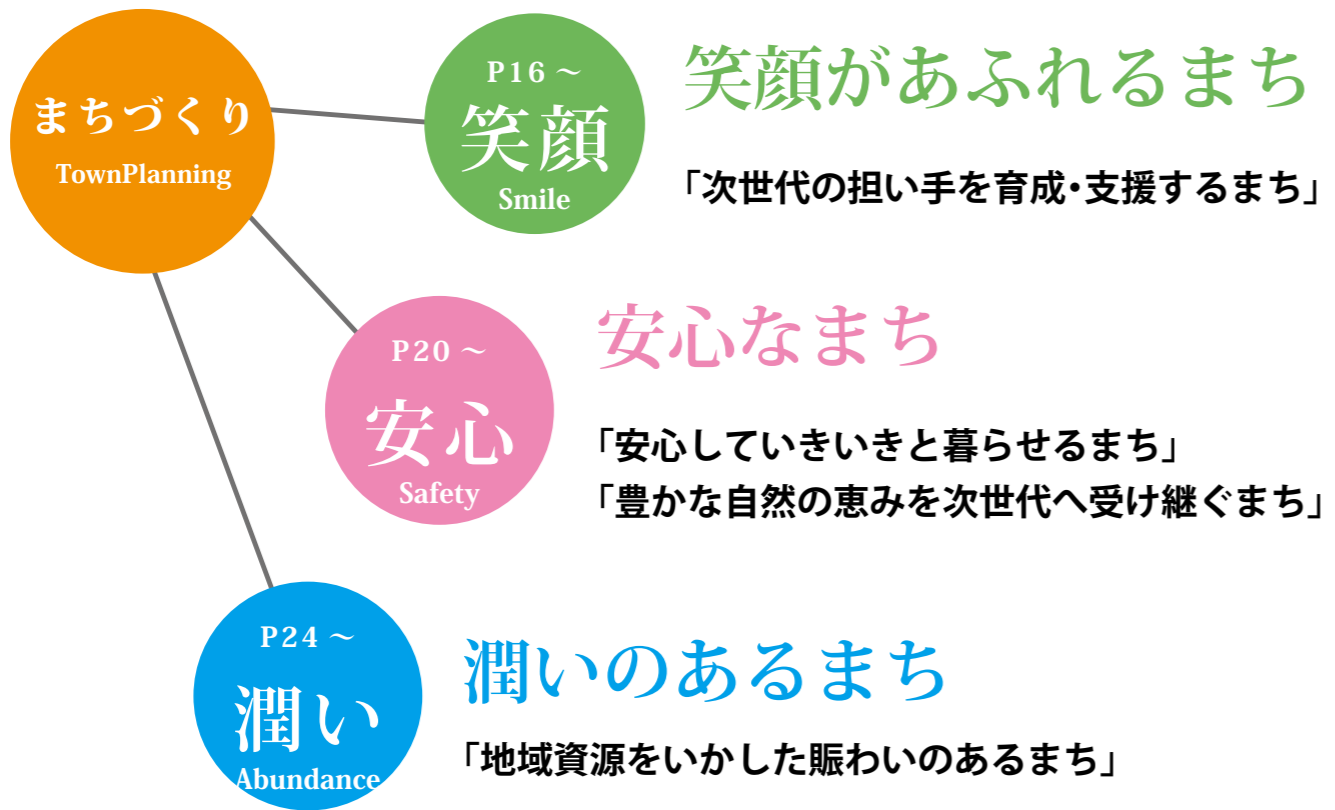 まちづくり
TownPlanning
P16～
笑顔
Smile
笑顔があふれるまち
「次世代の担い手を育成・支援するまち」
P20～
安心
Safety
安心なまち
「安心していきいきと暮らせるまち」
「豊かな自然の恵みを次世代へ受け継ぐまち」
P24～
潤い
Abundance
潤いのあるまち
「地域資源をいかした賑わいのあるまち」